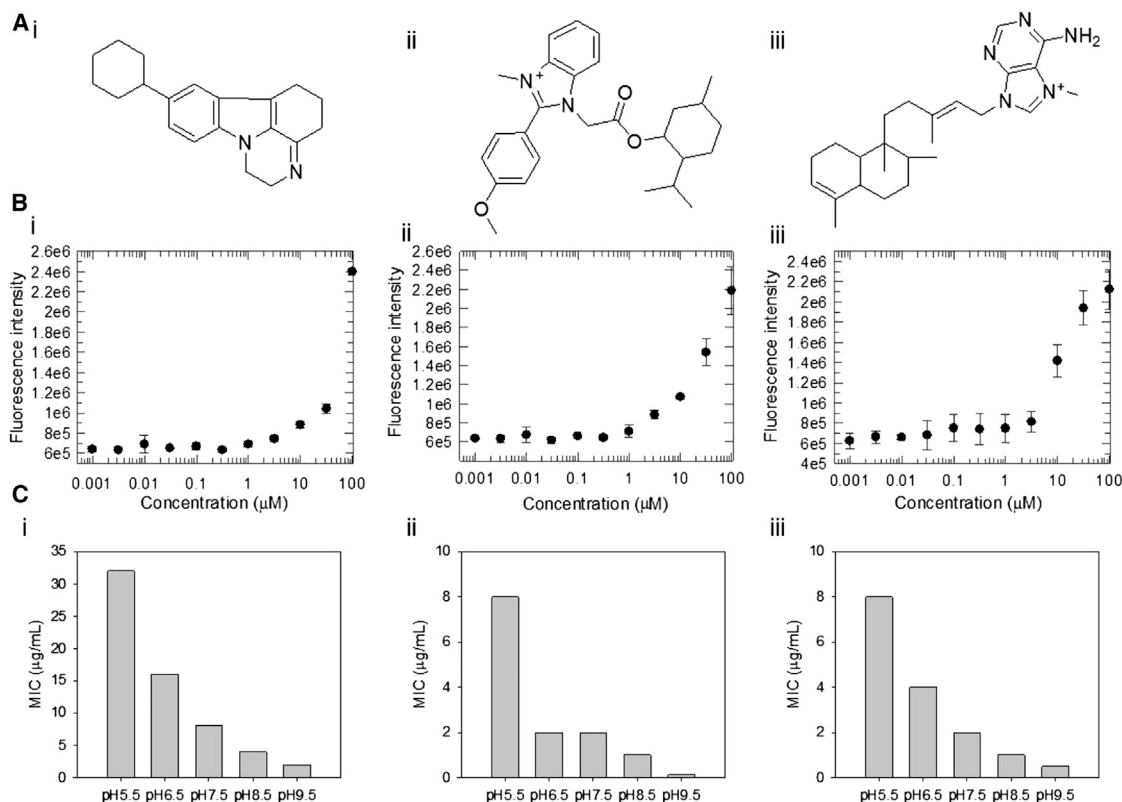 A i
N
N
ii
N+
N
O
O
O
iii
N
N
NH2
N
N
N+
B
i
Fluorescence intensity
2.6e6
2.4e6
2.2e6
2e6
1.8e6
1.6e6
1.4e6
1.2e6
1e6
8e5
6e5
0.001 0.01 0.1 1 10 100
Concentration (μM)
ii
Fluorescence intensity
2.6e6
2.4e6
2.2e6
2e6
1.8e6
1.6e6
1.4e6
1.2e6
1e6
8e5
6e5
0.001 0.01 0.1 1 10 100
Concentration (μM)
iii
Fluorescence intensity
2.4e6
2.2e6
2e6
1.8e6
1.6e6
1.4e6
1.2e6
1e6
8e5
6e5
4e5
0.001 0.01 0.1 1 10 100
Concentration (μM)
C
i
MIC (μg/mL)
35
30
25
20
15
10
5
0
pH5.5 pH6.5 pH7.5 pH8.5 pH9.5
ii
MIC (μg/mL)
10
8
6
4
2
0
pH5.5 pH6.5 pH7.5 pH8.5 pH9.5
iii
MIC (μg/mL)
10
8
6
4
2
0
pH5.5 pH6.5 pH7.5 pH8.5 pH9.5